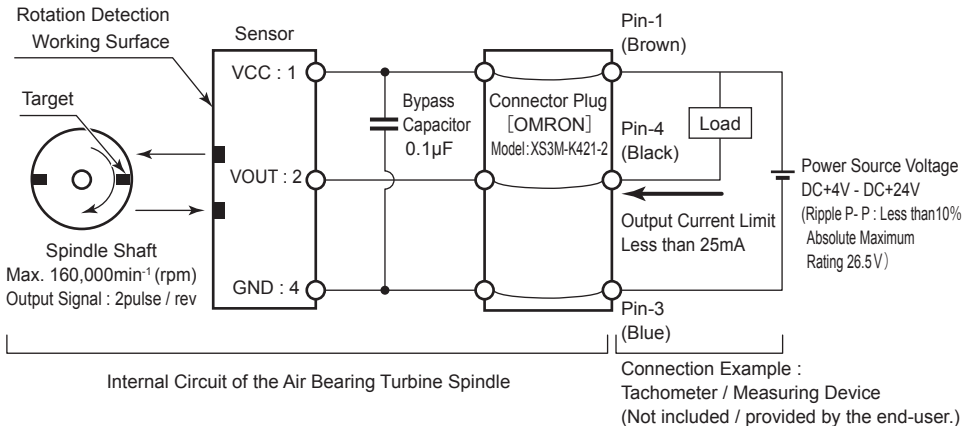 Rotation Detection
Working Surface
Target
Spindle Shaft
Max. 160,000min⁻¹ (rpm)
Output Signal : 2pulse / rev
Sensor
VCC : 1
VOUT : 2
GND : 4
Bypass
Capacitor
0.1µF
Connector Plug
［OMRON］
Model:XS3M-K421-2
Pin-1
(Brown)
Pin-4
(Black)
Load
Output Current Limit
Less than 25mA
Pin-3
(Blue)
Power Source Voltage
DC+4V - DC+24V
(Ripple P- P : Less than10%
Absolute Maximum
Rating 26.5V）
Internal Circuit of the Air Bearing Turbine Spindle
Connection Example :
Tachometer / Measuring Device
(Not included / provided by the end-user.)